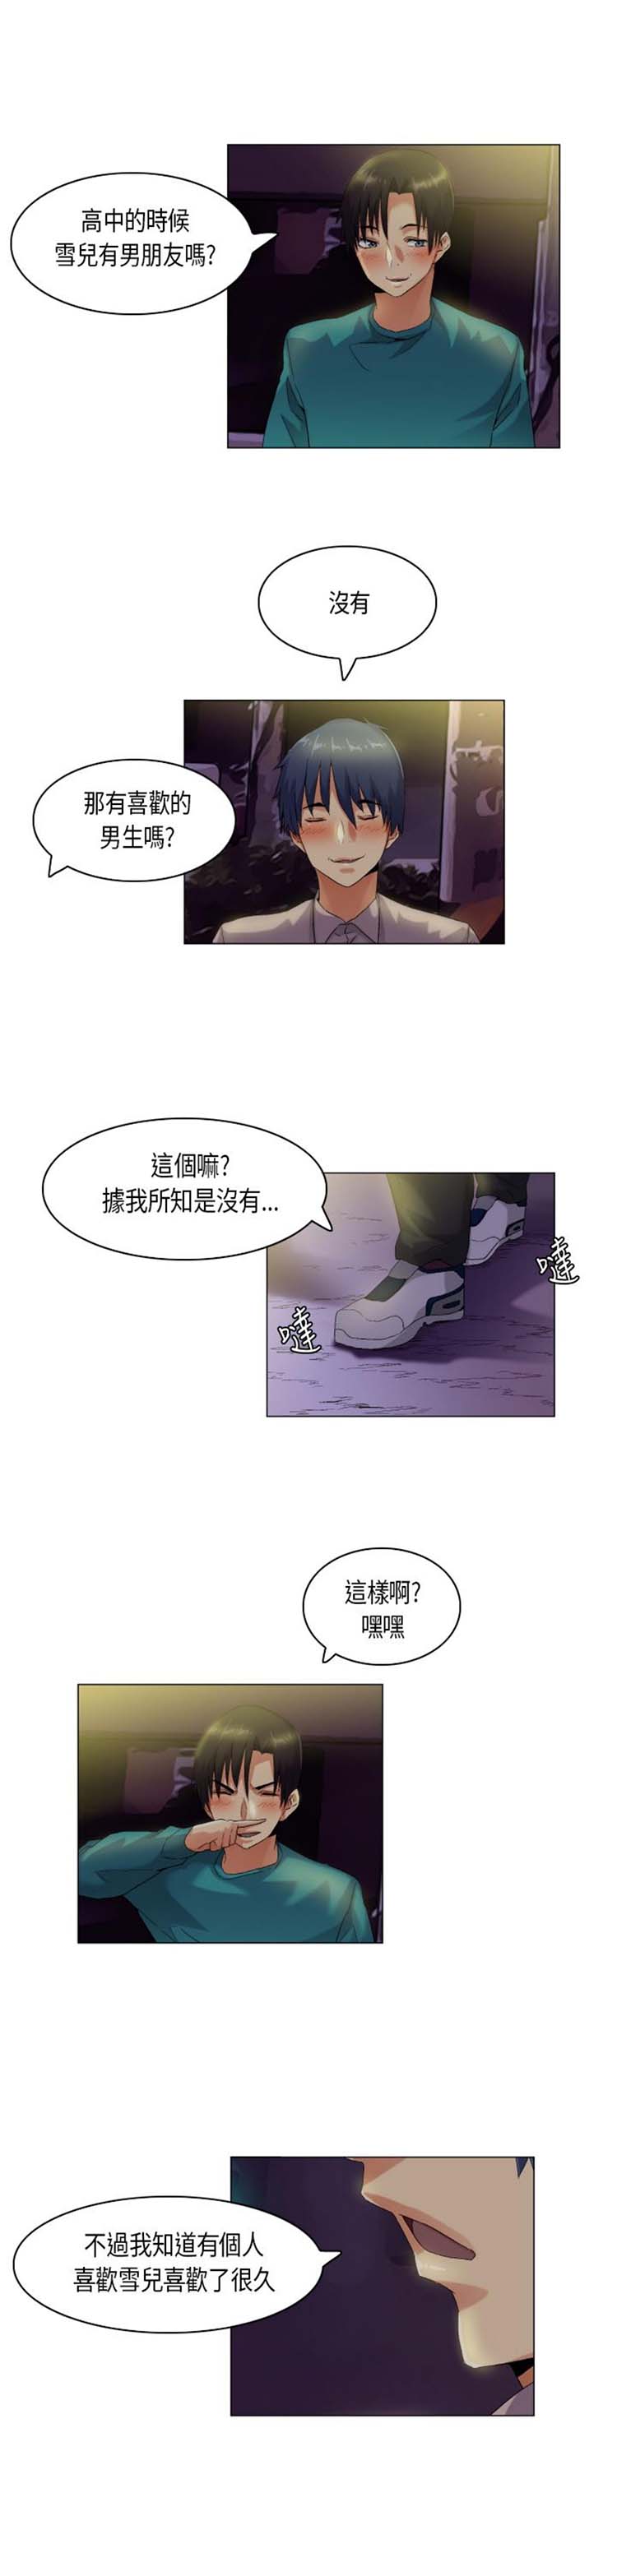 高中的時候
雪兒有男朋友嗎?
沒有
那有喜歡的
男生嗎?
這個嘛?
據我所知是沒有...
噠
噠
這樣啊?
嘿嘿
不過我知道有個人
喜歡雪兒喜歡了很久